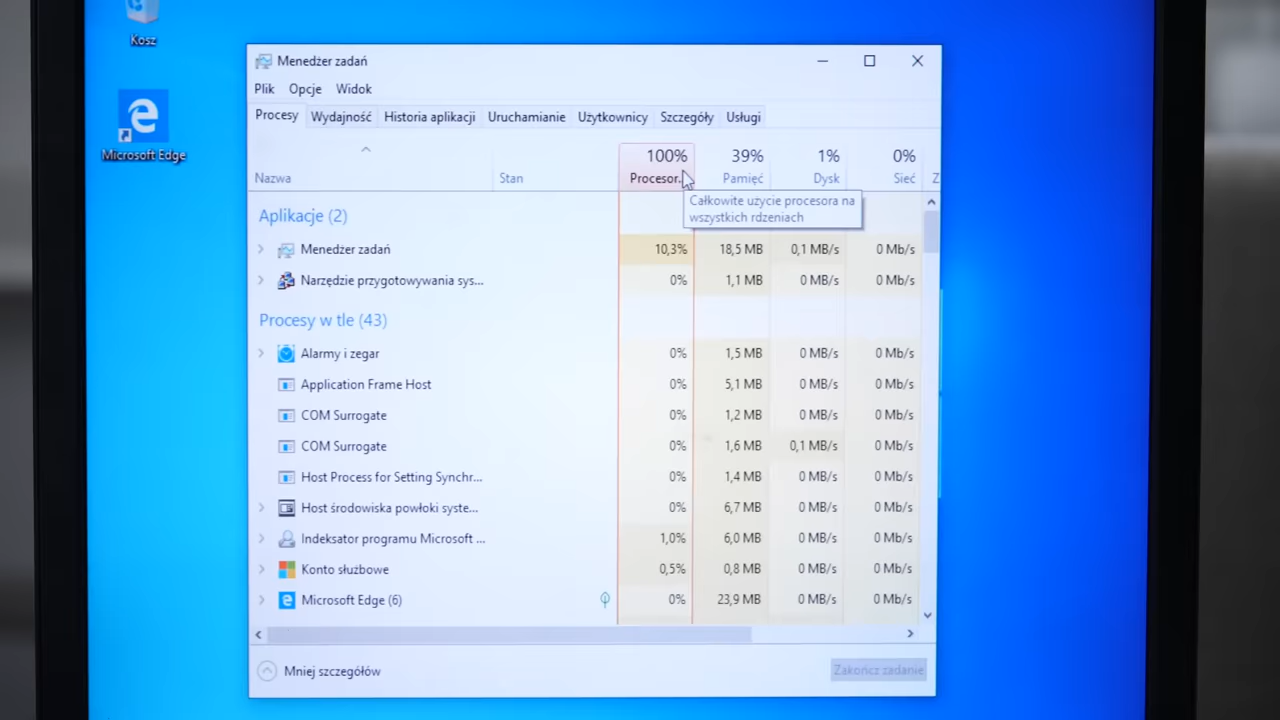 Kosz
Microsoft Edge
Menedżer zadań
Plik Opcje Widok
Procesy Wydajność Historia aplikacji Uruchamianie Użytkownicy Szczegóły Usługi
100% 39% 1% 0%
Nazwa Stan Procesor... Pamięć Dysk Sieć Z
Całkowite użycie procesora na
wszystkich rdzeniach
Aplikacje (2)
Menedżer zadań 10,3% 18,5 MB 0,1 MB/s 0 Mb/s
Narzędzie przygotowywania sys... 0% 1,1 MB 0 MB/s 0 Mb/s
Procesy w tle (43)
Alarmy i zegar 0% 1,5 MB 0 MB/s 0 Mb/s
Application Frame Host 0% 5,1 MB 0 MB/s 0 Mb/s
COM Surrogate 0% 1,2 MB 0 MB/s 0 Mb/s
COM Surrogate 0% 1,6 MB 0,1 MB/s 0 Mb/s
Host Process for Setting Synchr... 0% 1,4 MB 0 MB/s 0 Mb/s
Host środowiska powłoki syste... 0% 6,7 MB 0 MB/s 0 Mb/s
Indeksator programu Microsoft ... 1,0% 6,0 MB 0 MB/s 0 Mb/s
Konto służbowe 0,5% 0,8 MB 0 MB/s 0 Mb/s
Microsoft Edge (6) 0% 23,9 MB 0 MB/s 0 Mb/s
Mniej szczegółów Zakończ zadanie